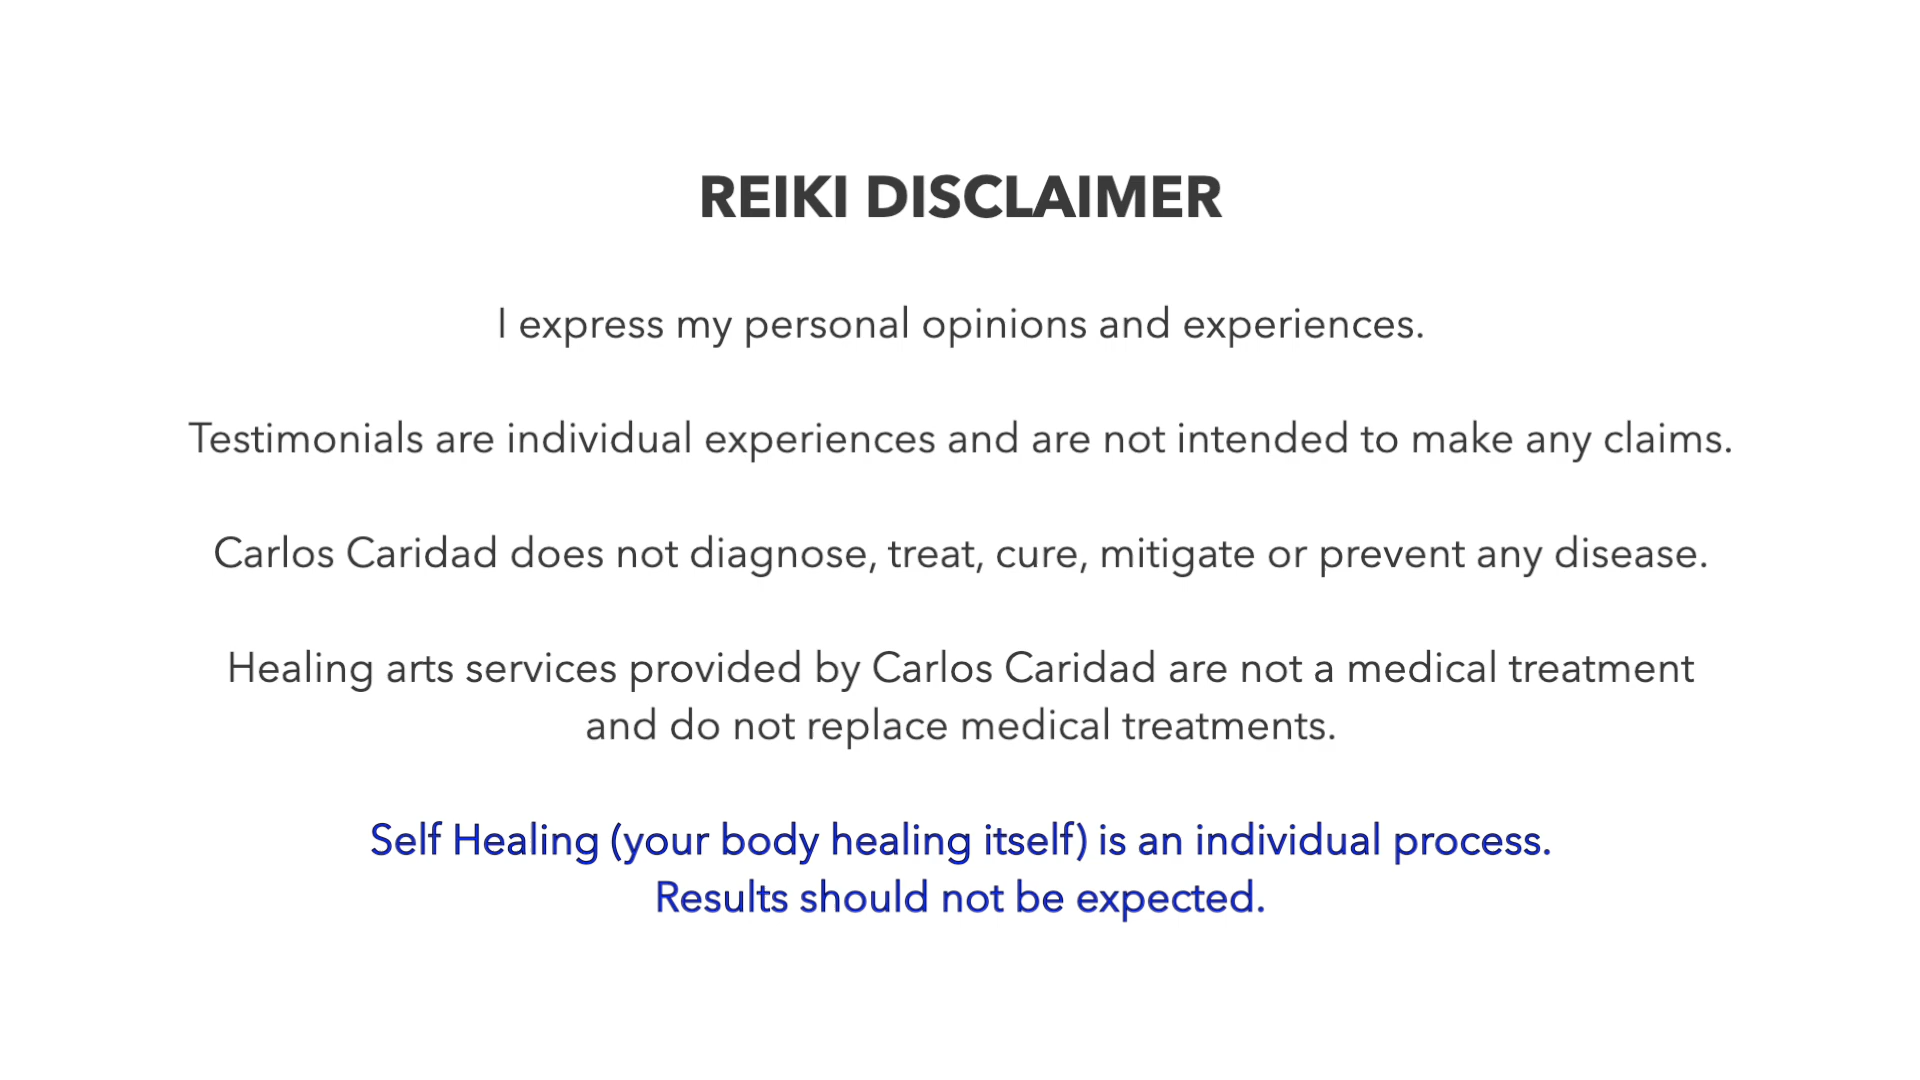 REIKI DISCLAIMER
I express my personal opinions and experiences.
Testimonials are individual experiences and are not intended to make any claims.
Carlos Caridad does not diagnose, treat, cure, mitigate or prevent any disease.
Healing arts services provided by Carlos Caridad are not a medical treatment
and do not replace medical treatments.
Self Healing (your body healing itself) is an individual process.
Results should not be expected.